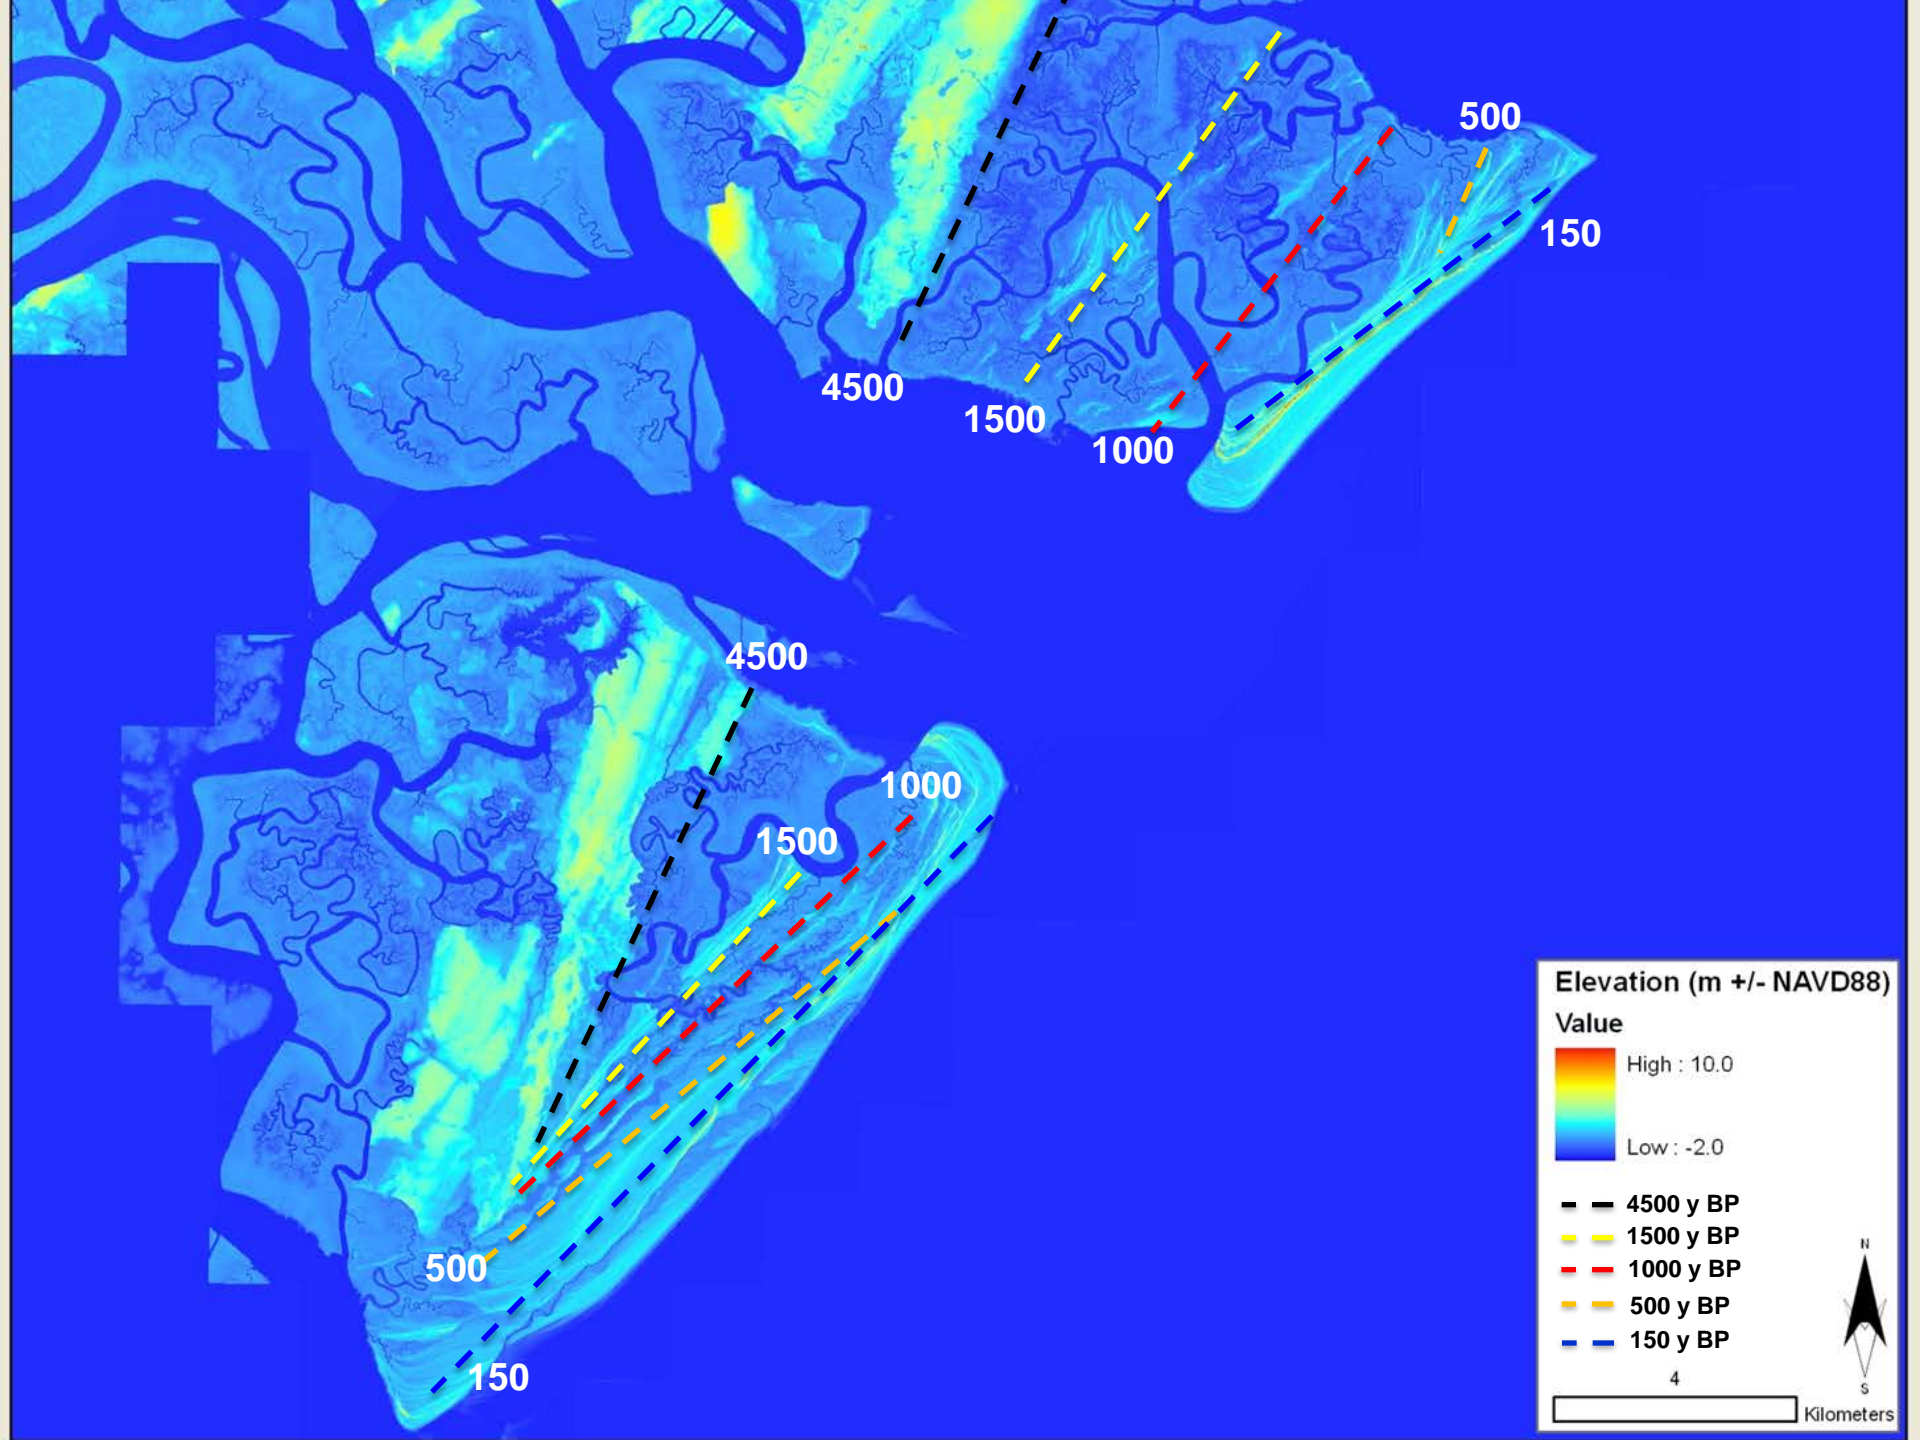 500
150
4500
1500
1000
4500
1000
1500
500
150
Elevation (m +/- NAVD88)
Value
High : 10.0
Low : -2.0
4500 y BP
1500 y BP
1000 y BP
500 y BP
150 y BP
N
S
4
Kilometers